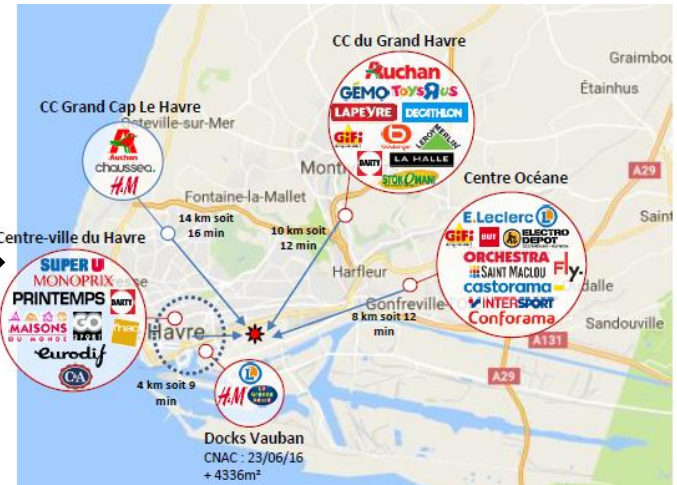 CC du Grand Havre
Auchan
GÉMO TOYS R US
LAPEYRE DECATHLON
GiFi boulanger LEROY MERLIN
DARTY LA HALLE
STOKOMANI
Graimbou
Étainhus
CC Grand Cap Le Havre
Octeville-sur-Mer
Auchan
chaussea.
H&M
Mont
A29
Centre Océane
E.Leclerc L
GiFi BUT ELECTRO DEPOT
ORCHESTRA
SAINT MACLOU Fly.
castorama
INTERSPORT
Conforama
Saint
Fontaine-la-Mallet
14 km soit
16 min
10 km soit
12 min
Centre-ville du Havre
SUPER U
MONOPRIX
PRINTEMPS DARTY
MAISONS DU MONDE GO SPORT fnac
eurodif
C&A
resse
Harfleur
Gonfreville
dalle
8 km soit 12
min
Sandouville
A131
A29
Havre
4 km soit 9
min
L
H&M La Grande Récré
Docks Vauban
CNAC : 23/06/16
+ 4336m²